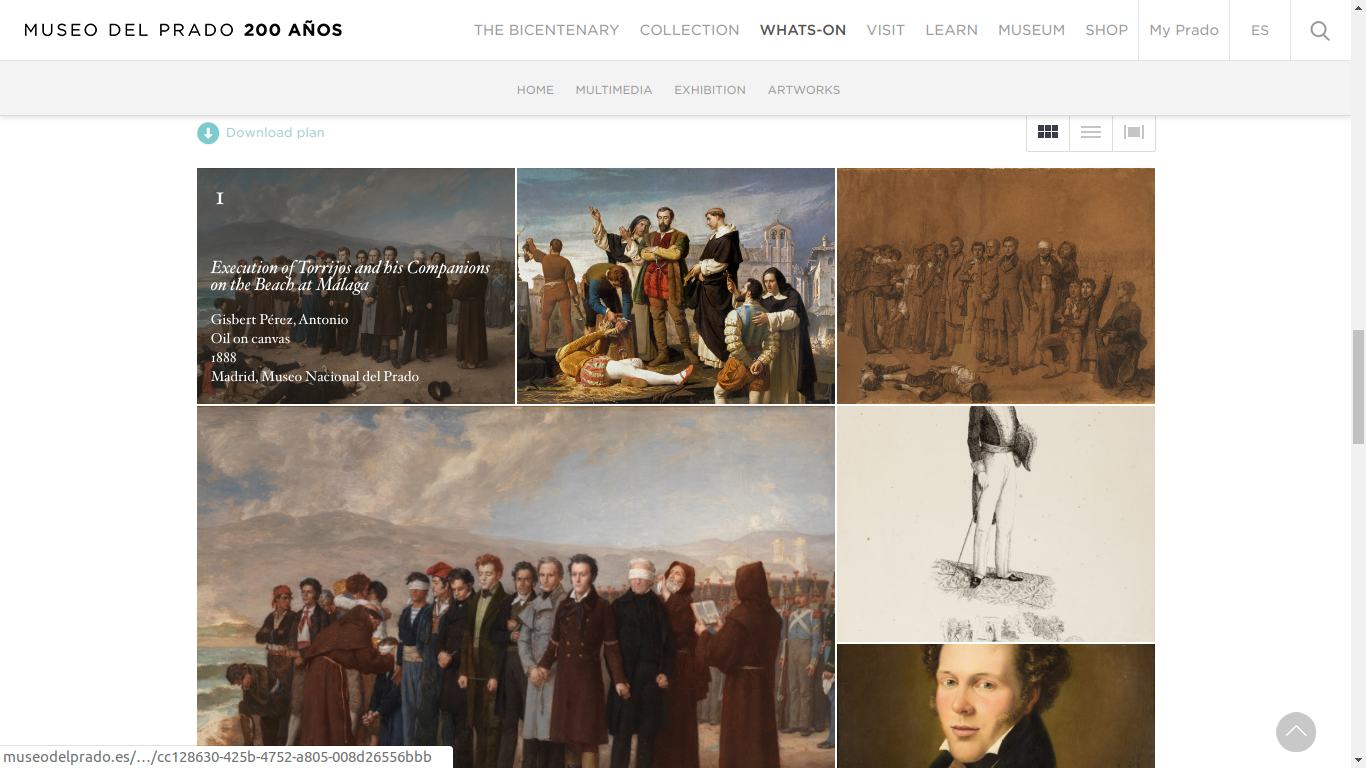 MUSEO DEL PRADO 200 AÑOS
THE BICENTENARY COLLECTION WHATS-ON VISIT LEARN MUSEUM SHOP My Prado ES
HOME MULTIMEDIA EXHIBITION ARTWORKS
Download plan
1
Execution of Torrijos and his Companions
on the Beach at Málaga
Gisbert Pérez, Antonio
Oil on canvas
1888
Madrid, Museo Nacional del Prado
museodelprado.es/…/cc128630-425b-4752-a805-008d26556bbb